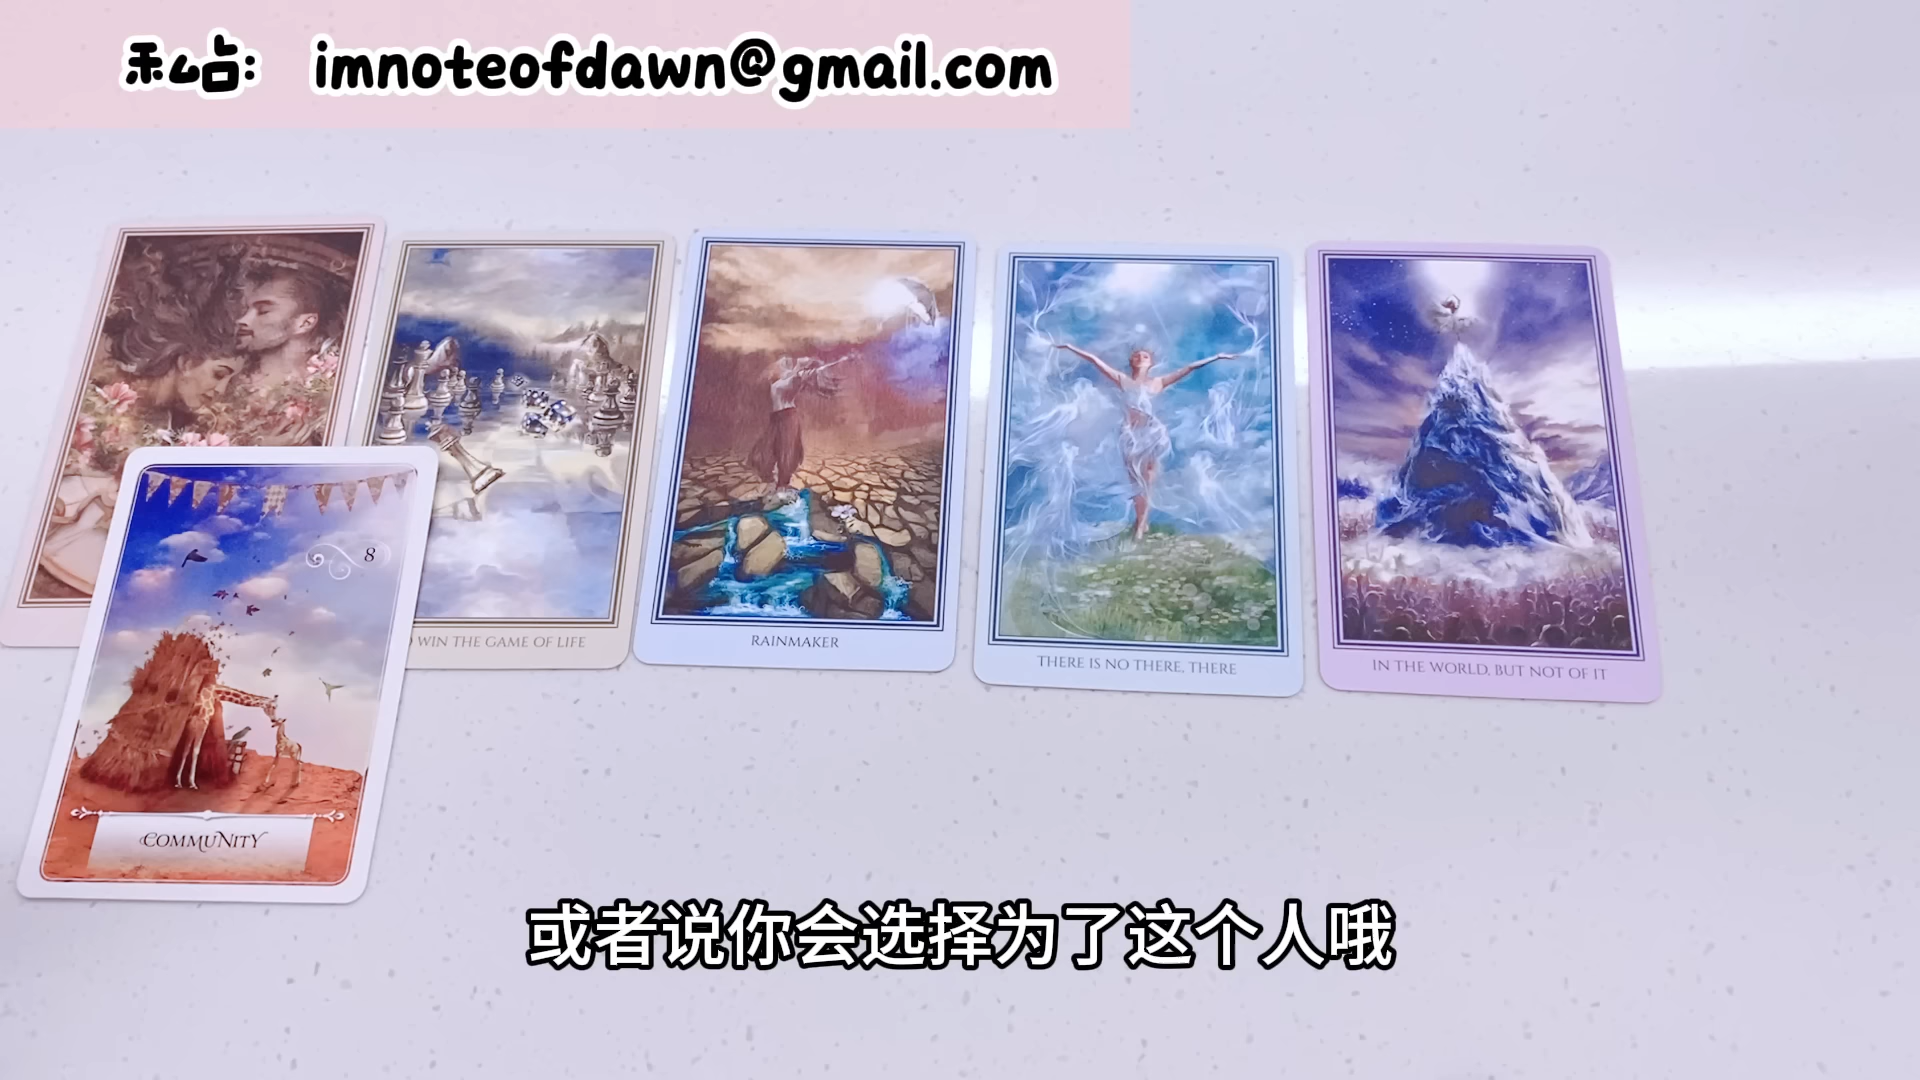 私占: imnoteofdawn@gmail.com
WIN THE GAME OF LIFE
RAINMAKER
THERE IS NO THERE, THERE
IN THE WORLD, BUT NOT OF IT
8
COMMUNITY
或者说你会选择为了这个人哦